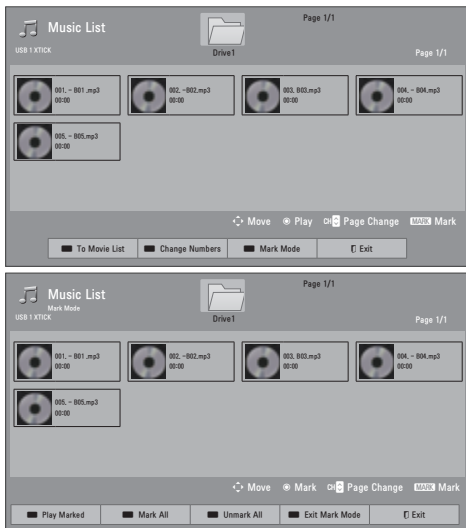 Page 1/1
Music List
USB 1 XTICK
Drive1
Page 1/1
001. - B01 .mp3
00:00
002. -B02.mp3
00:00
003. B03.mp3
00:00
004. - B04.mp3
00:00
005. - B05.mp3
00:00
Move Play CH Page Change MARK Mark
To Movie List Change Numbers Mark Mode Exit
Page 1/1
Music List
Mark Mode
USB 1 XTICK
Drive1
Page 1/1
001. - B01 .mp3
00:00
002. -B02.mp3
00:00
003. B03.mp3
00:00
004. - B04.mp3
00:00
005. - B05.mp3
00:00
Move Mark CH Page Change MARK Mark
Play Marked Mark All Unmark All Exit Mark Mode Exit